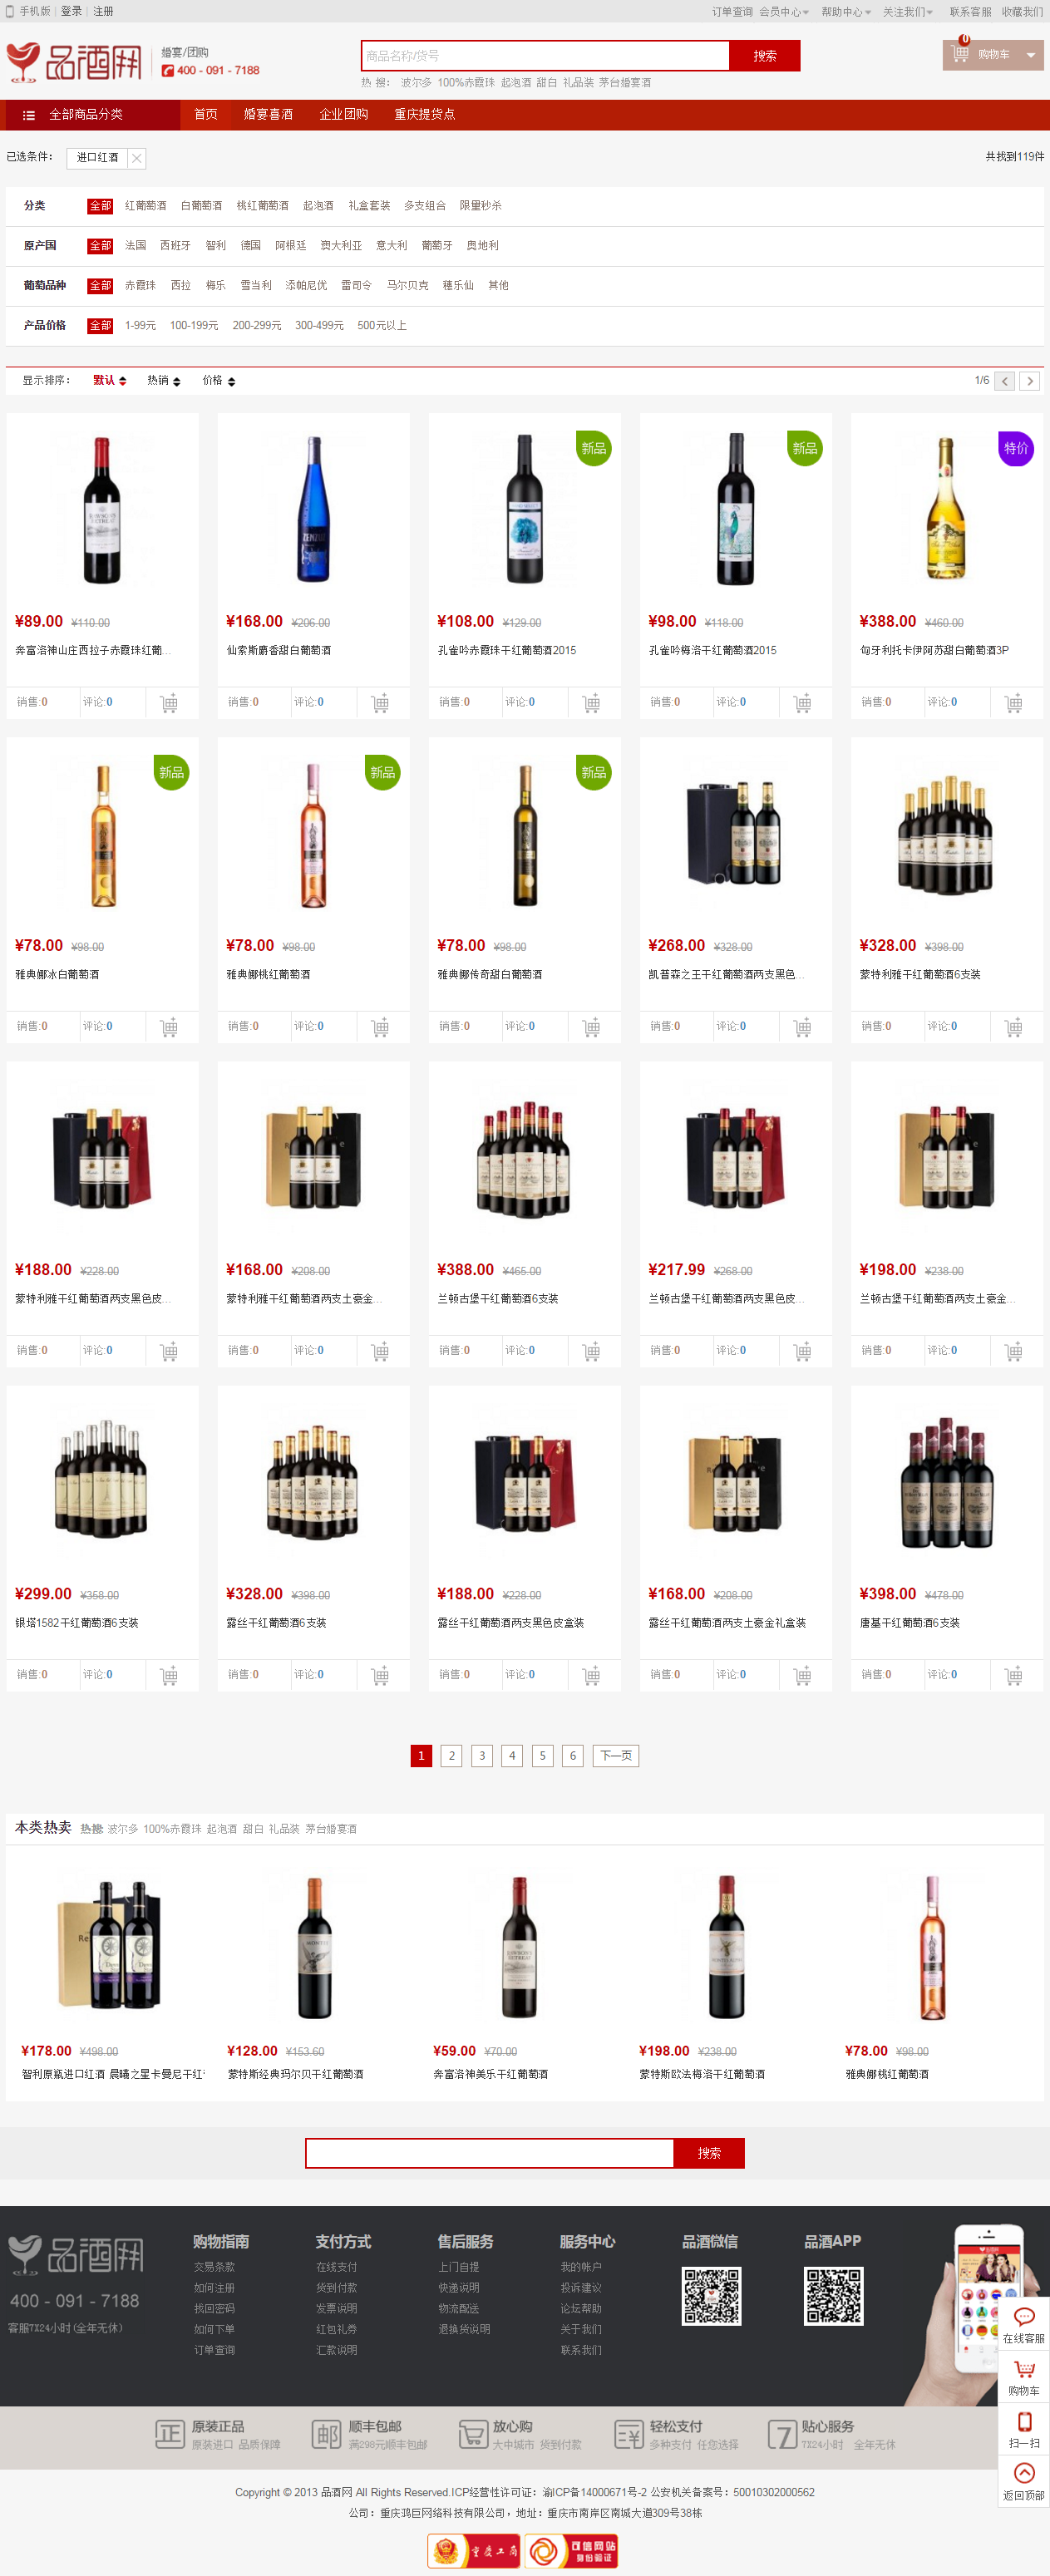 手机版 | 登录 | 注册 订单查询 会员中心 帮助中心 关注我们 联系客服 收藏我们
品酒网 婚宴/团购
400 - 091 - 7188
商品名称/货号 搜索 0 购物车
热 搜： 波尔多 100%赤霞珠 起泡酒 甜白 礼品装 茅台婚宴酒
全部商品分类 首页 婚宴喜酒 企业团购 重庆提货点
已选条件： 进口红酒 共找到119件
分类 全部 红葡萄酒 白葡萄酒 桃红葡萄酒 起泡酒 礼盒套装 多支组合 限量秒杀
原产国 全部 法国 西班牙 智利 德国 阿根廷 澳大利亚 意大利 葡萄牙 奥地利
葡萄品种 全部 赤霞珠 西拉 梅乐 雪当利 添帕尼优 雷司令 马尔贝克 穗乐仙 其他
产品价格 全部 1-99元 100-199元 200-299元 300-499元 500元以上
显示排序： 默认 热销 价格 1/6
新品 新品 特价
¥89.00 ¥110.00 ¥168.00 ¥206.00 ¥108.00 ¥129.00 ¥98.00 ¥118.00 ¥388.00 ¥460.00
奔富洛神山庄西拉子赤霞珠红葡... 仙索斯麝香甜白葡萄酒 孔雀吟赤霞珠干红葡萄酒2015 孔雀吟梅洛干红葡萄酒2015 匈牙利托卡伊阿苏甜白葡萄酒3P
销售:0 评论:0 销售:0 评论:0 销售:0 评论:0 销售:0 评论:0 销售:0 评论:0
新品 新品 新品
¥78.00 ¥98.00 ¥78.00 ¥98.00 ¥78.00 ¥98.00 ¥268.00 ¥328.00 ¥328.00 ¥398.00
雅典娜冰白葡萄酒 雅典娜桃红葡萄酒 雅典娜传奇甜白葡萄酒 凯普森之王干红葡萄酒两支黑色... 蒙特利雅干红葡萄酒6支装
销售:0 评论:0 销售:0 评论:0 销售:0 评论:0 销售:0 评论:0 销售:0 评论:0
¥188.00 ¥228.00 ¥168.00 ¥208.00 ¥388.00 ¥465.00 ¥217.99 ¥268.00 ¥198.00 ¥238.00
蒙特利雅干红葡萄酒两支黑色皮... 蒙特利雅干红葡萄酒两支土豪金... 兰顿古堡干红葡萄酒6支装 兰顿古堡干红葡萄酒两支黑色皮... 兰顿古堡干红葡萄酒两支土豪金...
销售:0 评论:0 销售:0 评论:0 销售:0 评论:0 销售:0 评论:0 销售:0 评论:0
¥299.00 ¥358.00 ¥328.00 ¥398.00 ¥188.00 ¥228.00 ¥168.00 ¥208.00 ¥398.00 ¥478.00
银塔1582干红葡萄酒6支装 露丝干红葡萄酒6支装 露丝干红葡萄酒两支黑色皮盒装 露丝干红葡萄酒两支土豪金礼盒装 唐基干红葡萄酒6支装
销售:0 评论:0 销售:0 评论:0 销售:0 评论:0 销售:0 评论:0 销售:0 评论:0
1 2 3 4 5 6 下一页
本类热卖 热搜: 波尔多 100%赤霞珠 起泡酒 甜白 礼品装 茅台婚宴酒
¥178.00 ¥498.00 ¥128.00 ¥153.60 ¥59.00 ¥70.00 ¥198.00 ¥238.00 ¥78.00 ¥98.00
智利原瓶进口红酒 晨曦之星卡曼尼干红 蒙特斯经典玛尔贝干红葡萄酒 奔富洛神美乐干红葡萄酒 蒙特斯欧法梅洛干红葡萄酒 雅典娜桃红葡萄酒
搜索
品酒网 购物指南 支付方式 售后服务 服务中心 品酒微信 品酒APP
交易条款 在线支付 上门自提 我的帐户
如何注册 货到付款 快递说明 投诉建议
400 - 091 - 7188 找回密码 发票说明 物流配送 论坛帮助
客服7X24小时(全年无休) 如何下单 红包礼券 退换货说明 关于我们
订单查询 汇款说明 联系我们
在线客服
购物车
扫一扫
返回顶部
正 原装正品 邮 顺丰包邮 放心购 轻松支付 7 贴心服务
原装进口 品质保障 满298元顺丰包邮 大中城市 货到付款 多种支付 任您选择 7X24小时 全年无休
Copyright © 2013 品酒网 All Rights Reserved.ICP经营性许可证：渝ICP备14000671号-2 公安机关备案号：50010302000562
公司：重庆鸿巨网络科技有限公司，地址：重庆市南岸区南城大道309号38栋
重庆工商 可信网站
身份验证